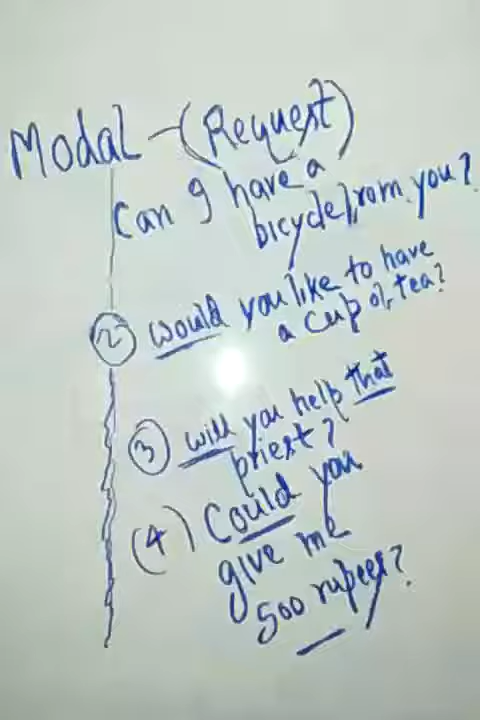 Modal - (Request)
Can I have a
bicycle from you?
(2) would you like to have
a cup of tea?
(3) will you help that
priest?
(4) Could you
give me
500 rupees?